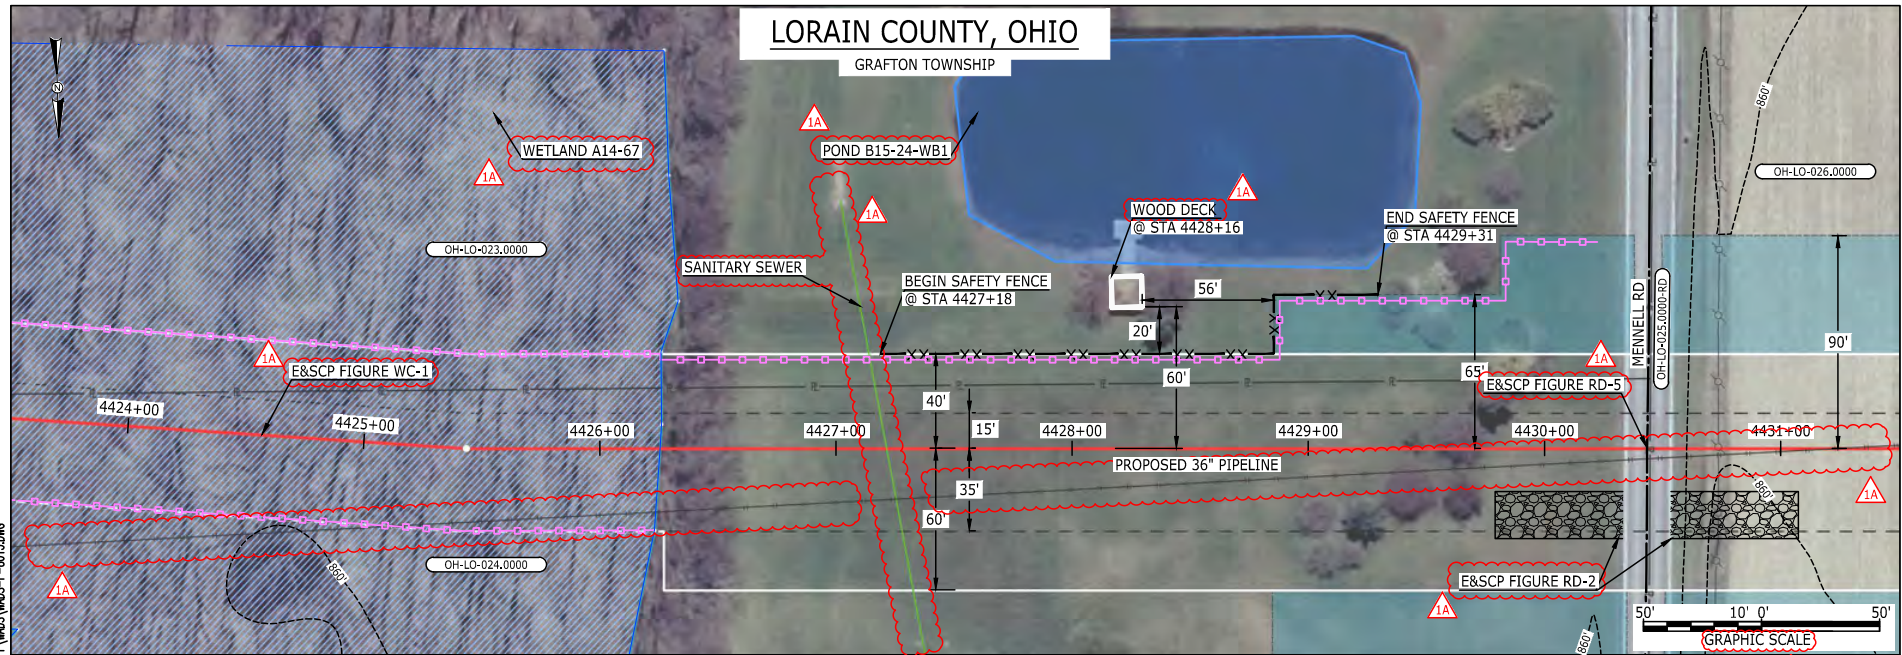 LORAIN COUNTY, OHIO
GRAFTON TOWNSHIP
N
1A
WETLAND A14-67
1A
POND B15-24-WB1
1A
1A
WOOD DECK
@ STA 4428+16
END SAFETY FENCE
@ STA 4429+31
860'
OH-LO-026.0000
OH-LO-023.0000
SANITARY SEWER
BEGIN SAFETY FENCE
@ STA 4427+18
56'
20'
60'
65'
90'
MENNELL RD
OH-LO-025.0000-RD
1A
E&SCP FIGURE WC-1
1A
E&SCP FIGURE RD-5
40'
15'
4424+00
4425+00
4426+00
4427+00
4428+00
4429+00
4430+00
4431+00
PROPOSED 36" PIPELINE
35'
60'
860'
1A
OH-LO-024.0000
860'
1A
E&SCP FIGURE RD-2
1A
860'
50'
10'
0'
50'
GRAPHIC SCALE